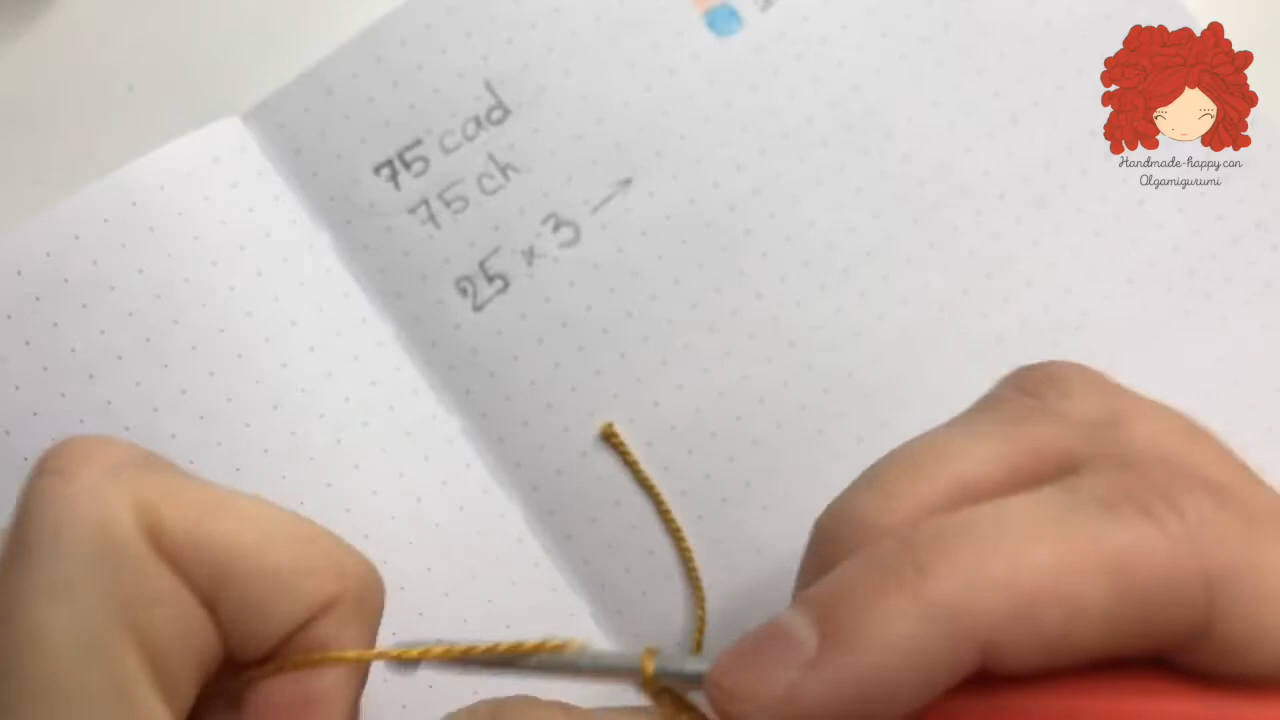 75 cad
75 ch
25 x 3 →
Handmade-happy con
Olgamigurumi